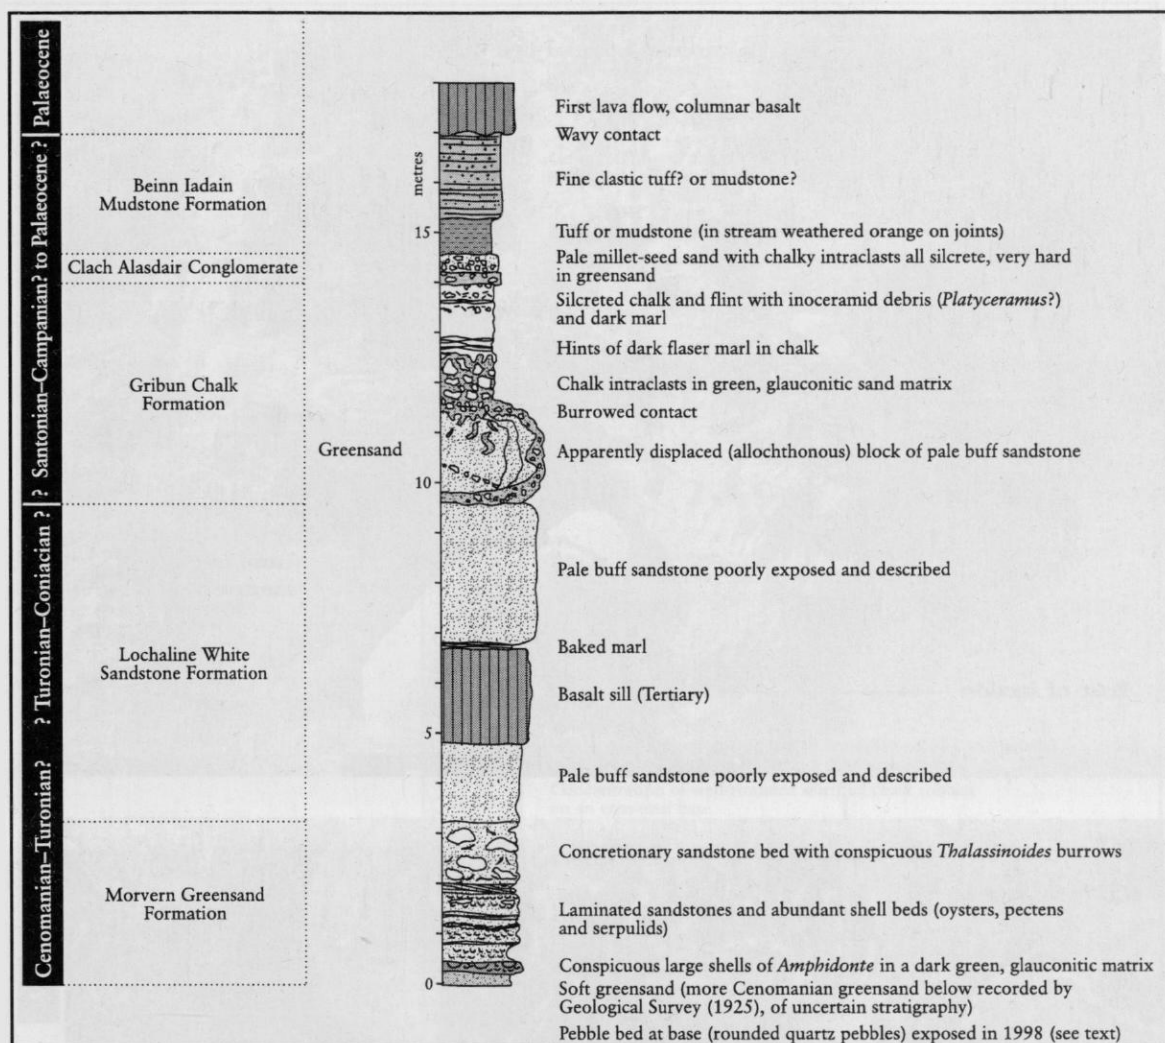 Palaeocene
? Santonian–Campanian? to Palaeocene ?
? Turonian–Coniacian ?
Cenomanian–Turonian?
Beinn Iadain
Mudstone Formation
Clach Alasdair Conglomerate
Gribun Chalk
Formation
Lochaline White
Sandstone Formation
Morvern Greensand
Formation
Greensand
metres
15
10
5
0
First lava flow, columnar basalt
Wavy contact
Fine clastic tuff? or mudstone?
Tuff or mudstone (in stream weathered orange on joints)
Pale millet-seed sand with chalky intraclasts all silcrete, very hard
in greensand
Silcreted chalk and flint with inoceramid debris (Platyceramus?)
and dark marl
Hints of dark flaser marl in chalk
Chalk intraclasts in green, glauconitic sand matrix
Burrowed contact
Apparently displaced (allochthonous) block of pale buff sandstone
Pale buff sandstone poorly exposed and described
Baked marl
Basalt sill (Tertiary)
Pale buff sandstone poorly exposed and described
Concretionary sandstone bed with conspicuous Thalassinoides burrows
Laminated sandstones and abundant shell beds (oysters, pectens
and serpulids)
Conspicuous large shells of Amphidonte in a dark green, glauconitic matrix
Soft greensand (more Cenomanian greensand below recorded by
Geological Survey (1925), of uncertain stratigraphy)
Pebble bed at base (rounded quartz pebbles) exposed in 1998 (see text)